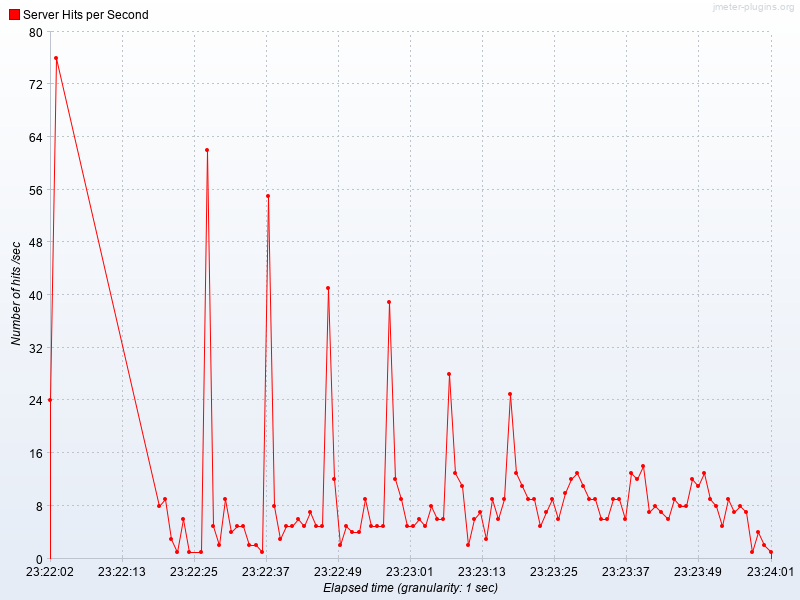 jmeter-plugins.org
Server Hits per Second
80
72
64
56
48
40
32
24
16
8
0
Number of hits /sec
23:22:02 23:22:13 23:22:25 23:22:37 23:22:49 23:23:01 23:23:13 23:23:25 23:23:37 23:23:49 23:24:01
Elapsed time (granularity: 1 sec)